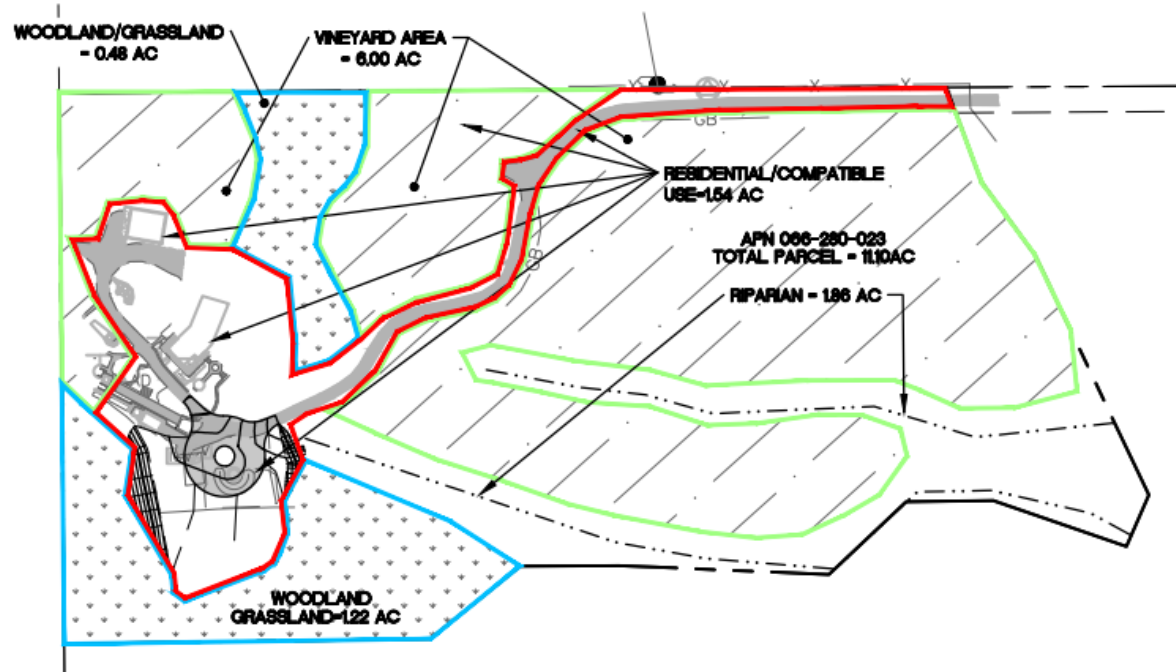 WOODLAND/GRASSLAND
= 0.48 AC
VINEYARD AREA
= 6.00 AC
X X X X
GB
RESIDENTIAL/COMPATIBLE
USE=1.54 AC
APN 066-280-023
TOTAL PARCEL = 11.10AC
GB
RIPARIAN = 1.86 AC
WOODLAND
GRASSLAND=1.22 AC